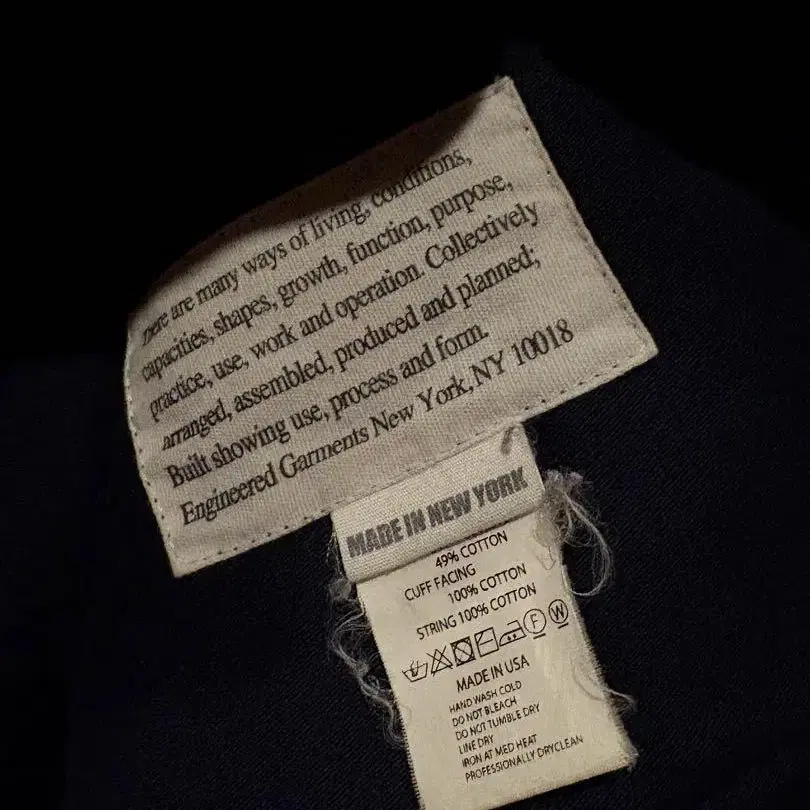 here are many ways of living, conditions,
capacities, shapes, growth, function, purpose,
practice, use, work and operation. Collectively
arranged, assembled, produced and planned;
Built showing use, process and form.
Engineered Garments New York, NY 10018
MADE IN NEW YORK
49% COTTON
CUFF FACING
100% COTTON
STRING 100% COTTON
F W
MADE IN USA
HAND WASH COLD
DO NOT BLEACH
DO NOT TUMBLE DRY
LINE DRY
IRON AT MED HEAT
PROFESSIONALLY DRYCLEAN